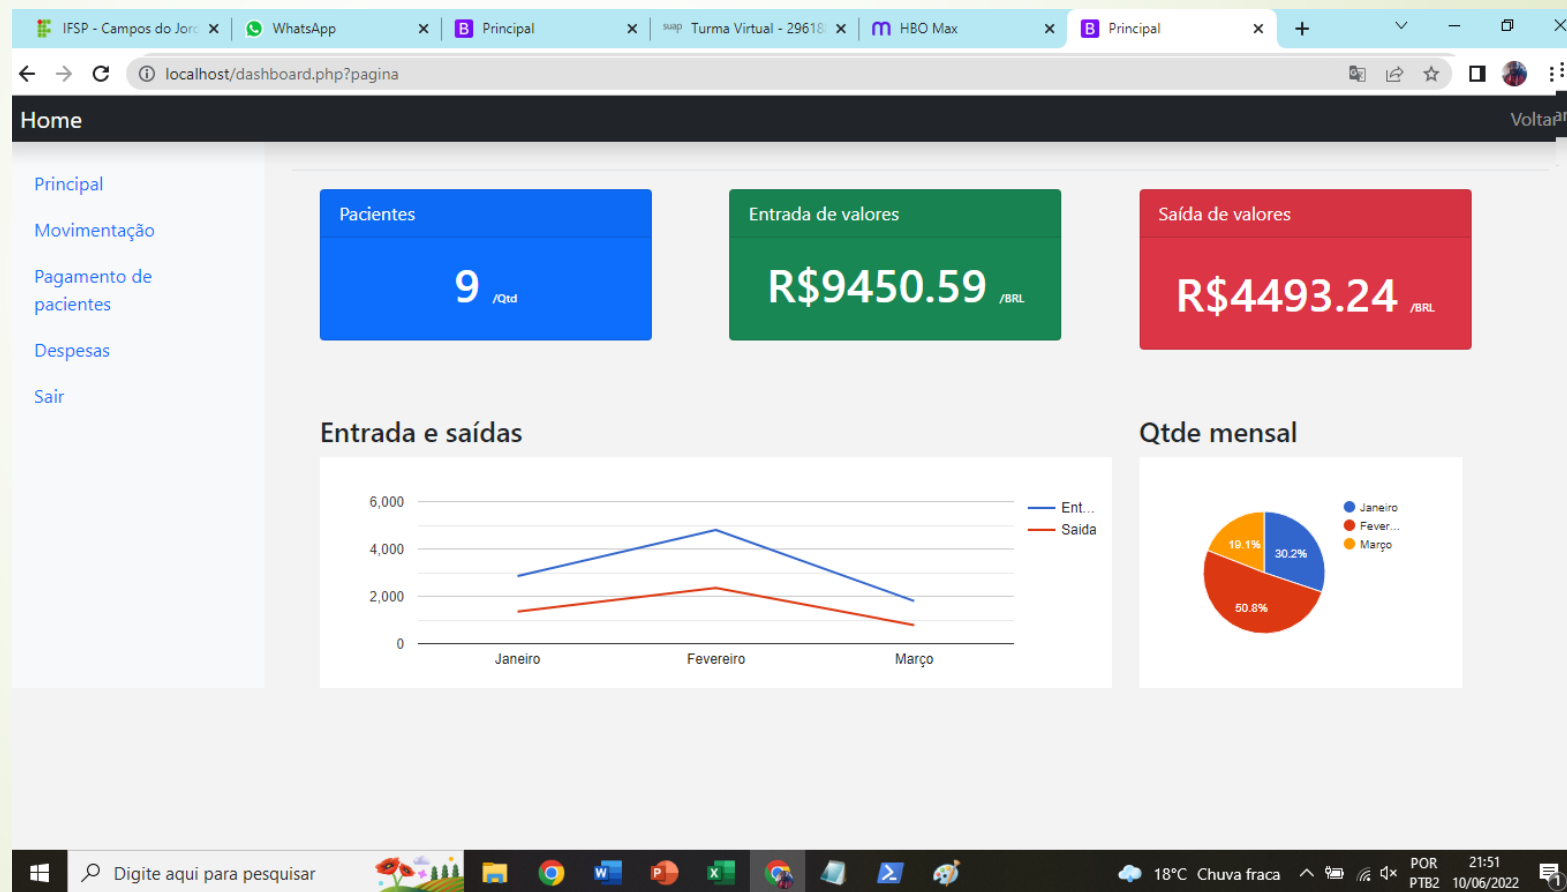 IFSP - Campos do Jorc
WhatsApp
Principal
suap Turma Virtual - 29618
HBO Max
Principal
localhost/dashboard.php?pagina
Home
Voltar
Principal
Movimentação
Pagamento de
pacientes
Despesas
Sair
Pacientes
9 /Qtd
Entrada de valores
R$9450.59 /BRL
Saída de valores
R$4493.24 /BRL
Entrada e saídas
6,000
4,000
2,000
0
Janeiro
Fevereiro
Março
Ent...
Saida
Qtde mensal
19.1%
30.2%
50.8%
Janeiro
Fever...
Março
Digite aqui para pesquisar
18°C Chuva fraca
POR
PTB2
21:51
10/06/2022